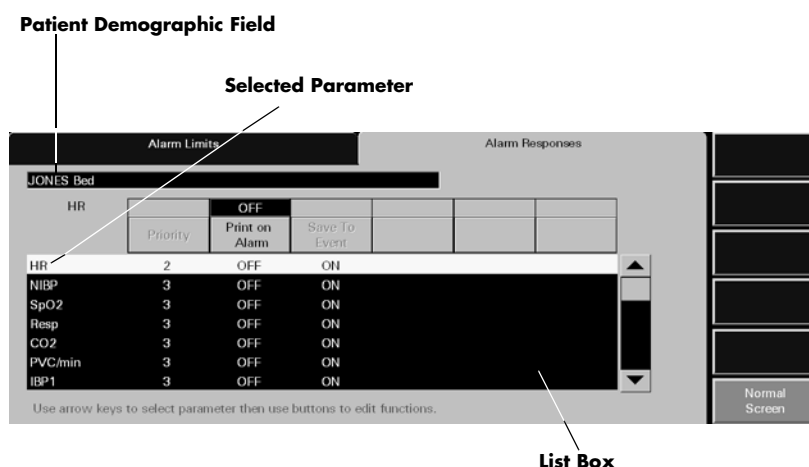 Patient Demographic Field
Selected Parameter
Alarm Limits
Alarm Responses
JONES Bed
HR OFF
Priority Print on Alarm Save To Event
HR 2 OFF ON
NIBP 3 OFF ON
SpO2 3 OFF ON
Resp 3 OFF ON
CO2 3 OFF ON
PVC/min 3 OFF ON
IBP1 3 OFF ON
Use arrow keys to select parameter then use buttons to edit functions.
Normal Screen
List Box